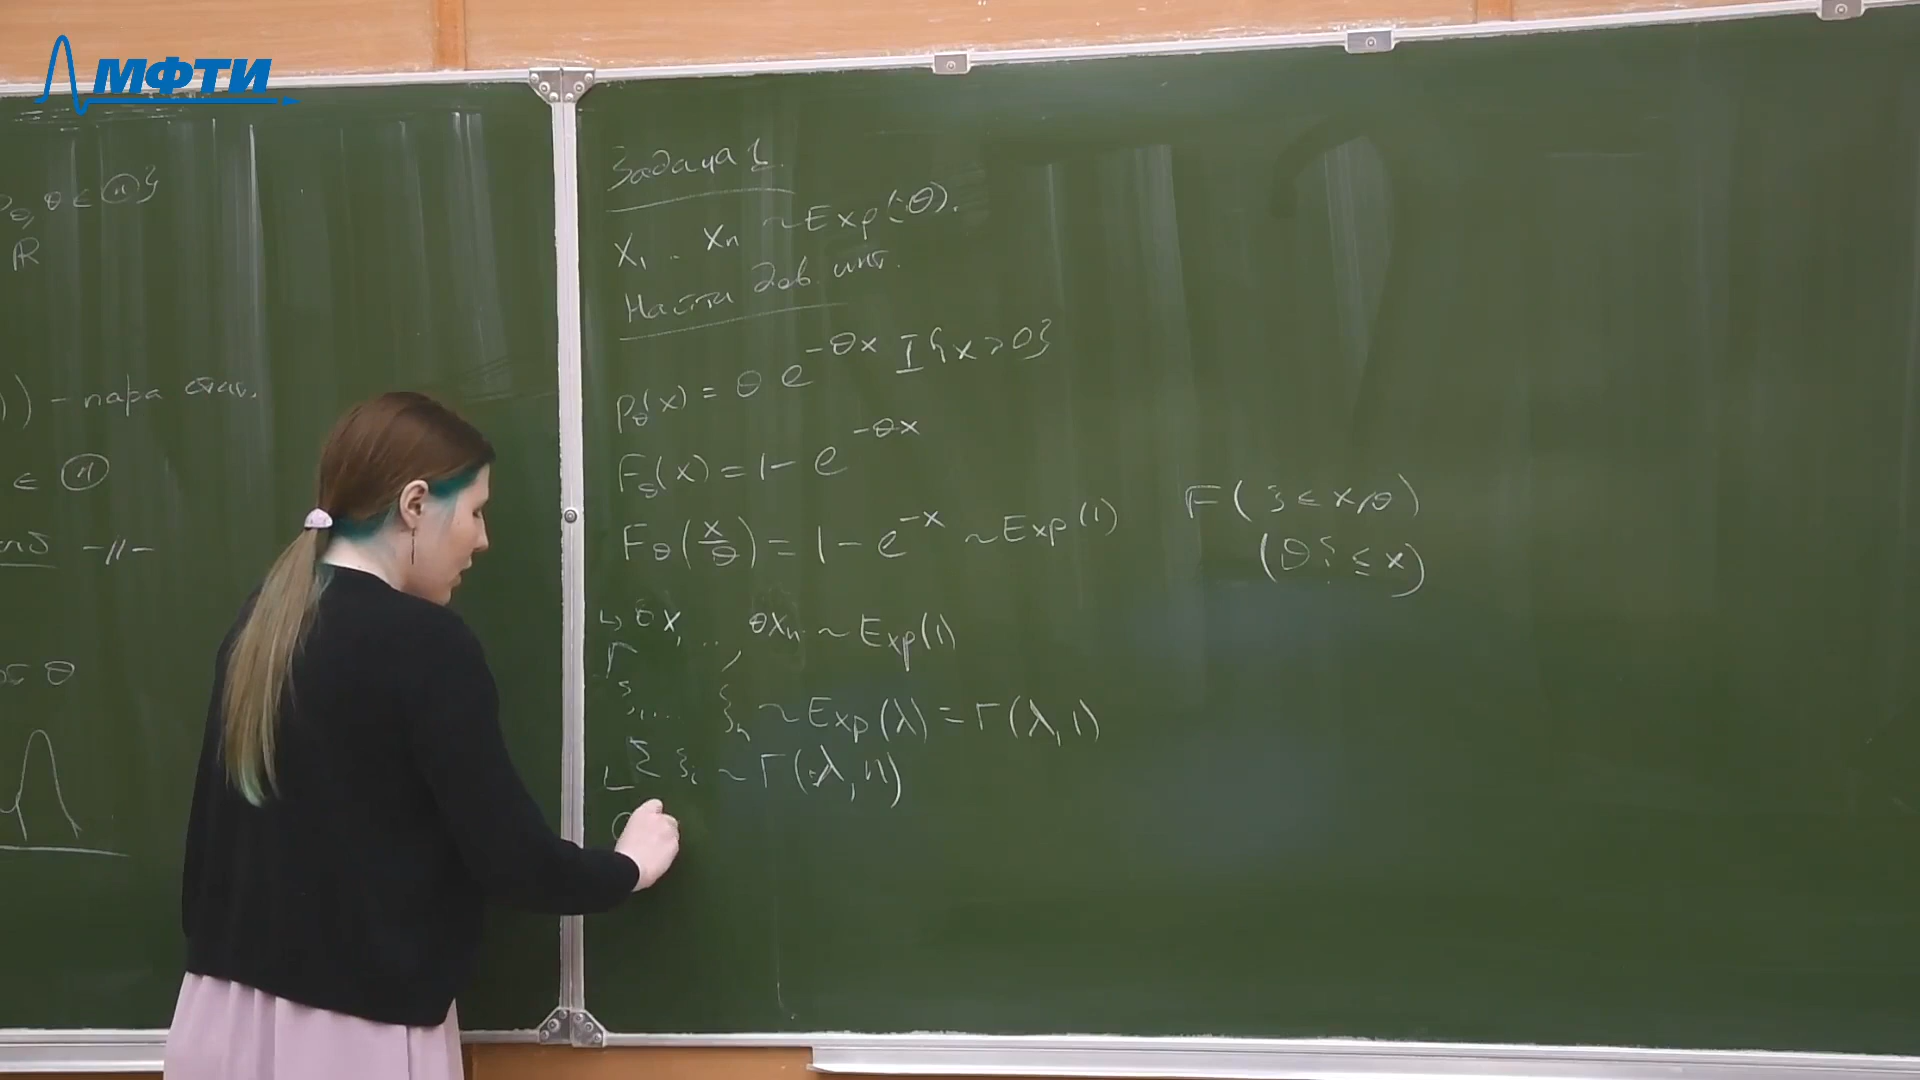 МФТИ
θ ∈ Ⓗ}
ℝ
)) - пара стат.
∈ Ⓗ
-//-
θ
Задача 1.
X₁ .. Xₙ ~ Exp(θ).
Найти дов. инт.
p_θ(x) = θ e^{-θx} I{x>0}
F_θ(x) = 1 - e^{-θx}
F_θ(x/θ) = 1 - e^{-x} ~ Exp(1)
F(ξ ≤ x/θ)
(θξ ≤ x)
↳ θX₁ ..., θXₙ ~ Exp(1)
ξ₁ ... ξₙ ~ Exp(λ) = Γ(λ, 1)
Σ ξᵢ ~ Γ(λ, n)